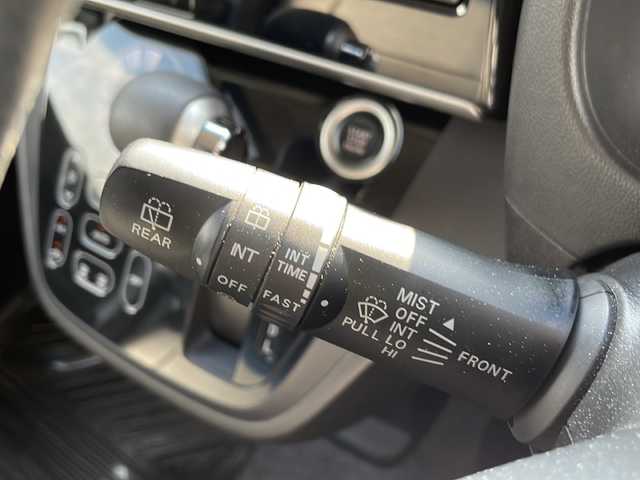 REAR
INT
OFF
INT
TIME
FAST
MIST
OFF
INT
PULL LO
HI
FRONT